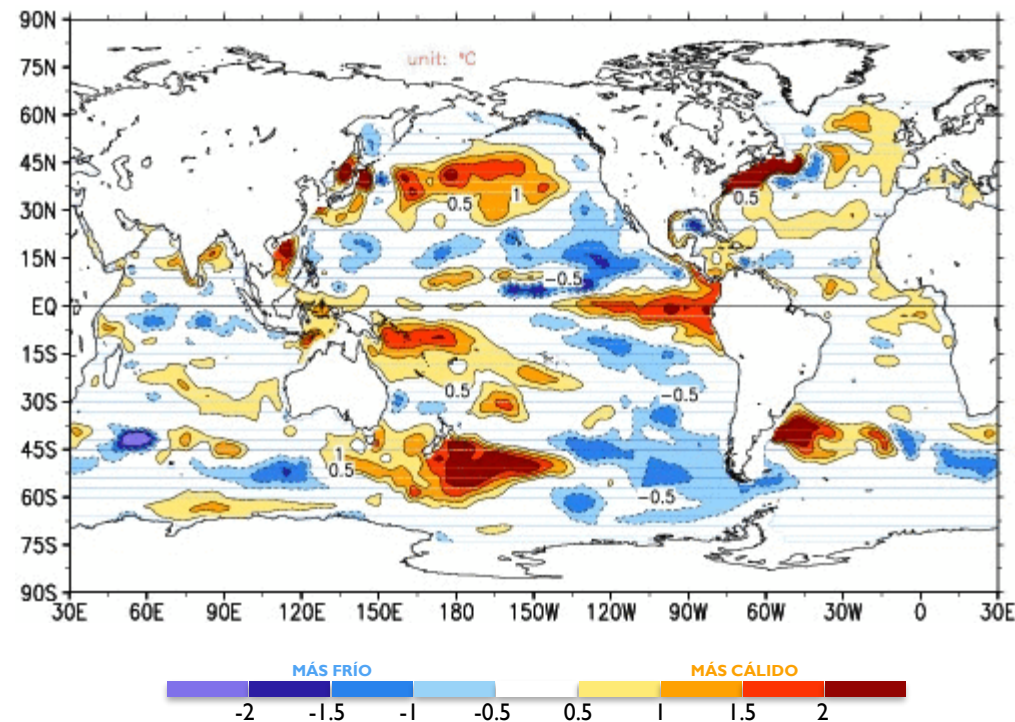 90N
75N
unit: °C
60N
45N
0.5 1
0.5
30N
15N
-0.5
EQ
15S
0.5
-0.5
30S
45S
1
0.5
-0.5
60S
75S
90S
30E 60E 90E 120E 150E 180 150W 120W 90W 60W 30W 0 30E
MÁS FRÍO MÁS CÁLIDO
-2 -1.5 -1 -0.5 0.5 1 1.5 2